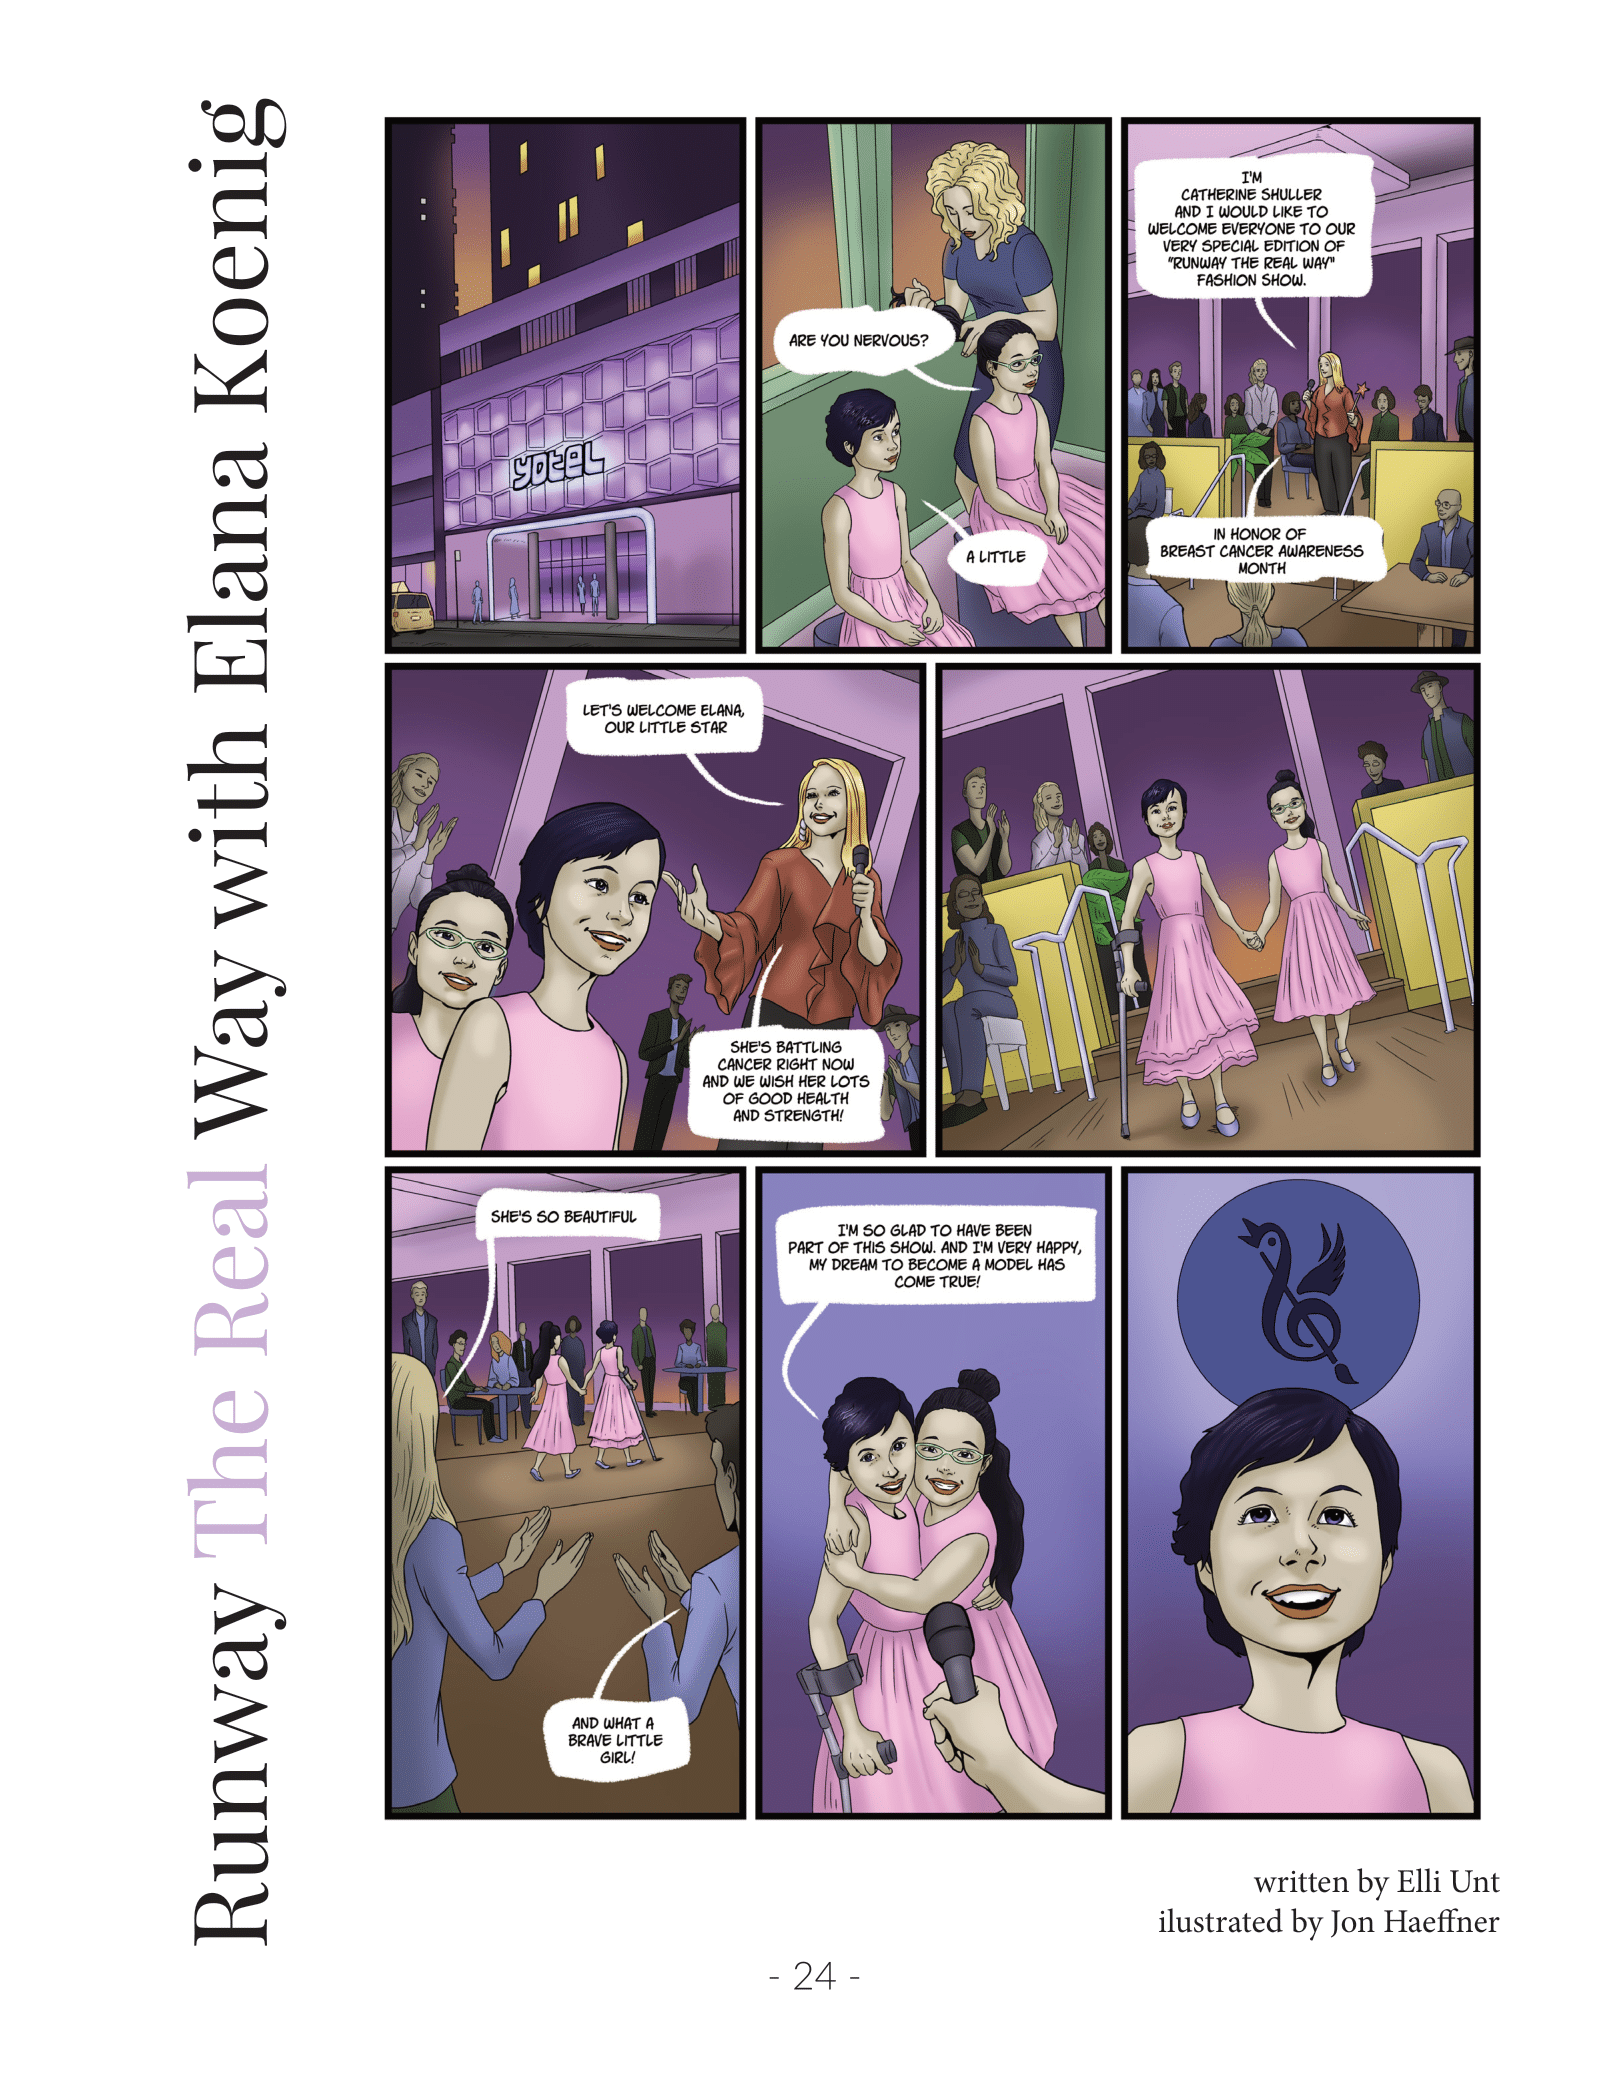 Runway The Real Way with Elana Koenig
yotel
ARE YOU NERVOUS?
A LITTLE
I'M
CATHERINE SHULLER
AND I WOULD LIKE TO
WELCOME EVERYONE TO OUR
VERY SPECIAL EDITION OF
"RUNWAY THE REAL WAY"
FASHION SHOW.
IN HONOR OF
BREAST CANCER AWARENESS
MONTH
LET'S WELCOME ELANA,
OUR LITTLE STAR
SHE'S BATTLING
CANCER RIGHT NOW
AND WE WISH HER LOTS
OF GOOD HEALTH
AND STRENGTH!
SHE'S SO BEAUTIFUL
AND WHAT A
BRAVE LITTLE
GIRL!
I'M SO GLAD TO HAVE BEEN
PART OF THIS SHOW. AND I'M VERY HAPPY,
MY DREAM TO BECOME A MODEL HAS
COME TRUE!
written by Elli Unt
ilustrated by Jon Haeffner
- 24 -